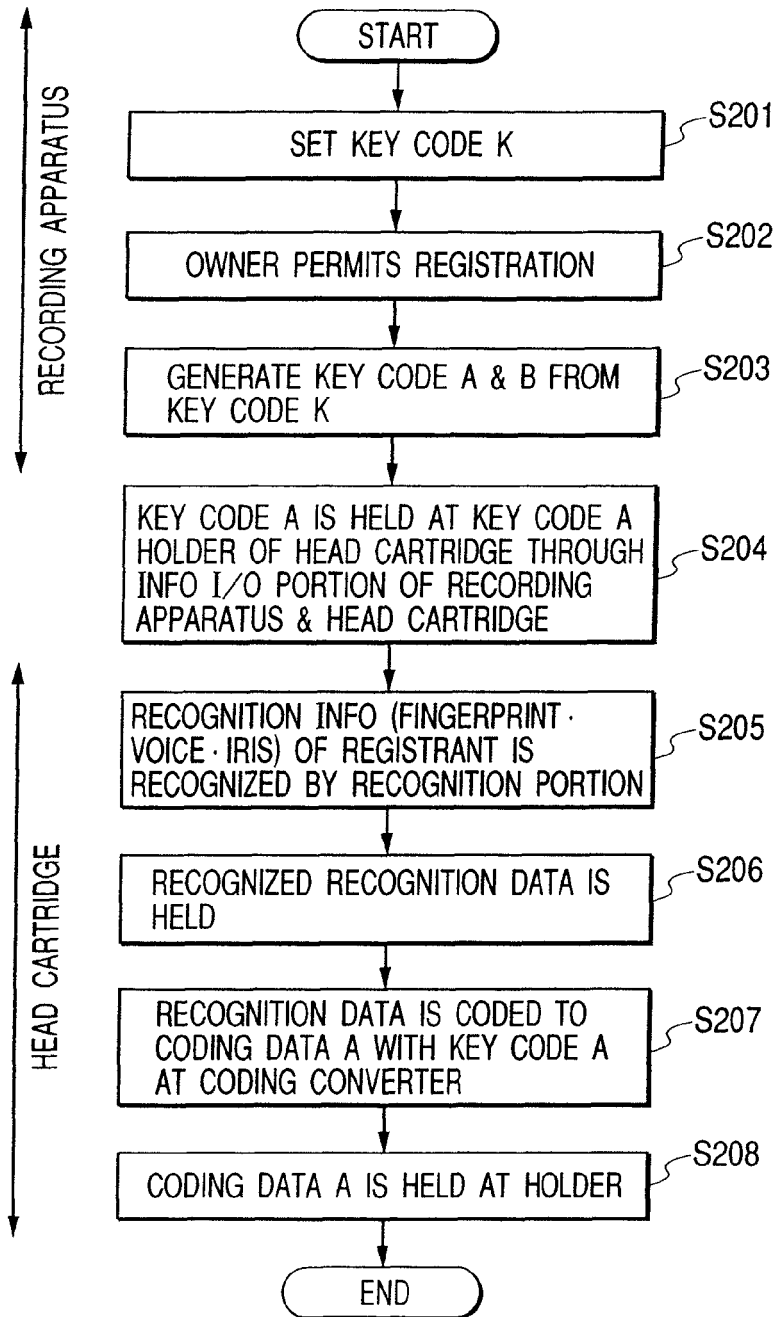 START
SET KEY CODE K
S201
OWNER PERMITS REGISTRATION
S202
GENERATE KEY CODE A & B FROM
KEY CODE K
S203
KEY CODE A IS HELD AT KEY CODE A
HOLDER OF HEAD CARTRIDGE THROUGH
INFO I/O PORTION OF RECORDING
APPARATUS & HEAD CARTRIDGE
S204
RECOGNITION INFO (FINGERPRINT·
VOICE·IRIS) OF REGISTRANT IS
RECOGNIZED BY RECOGNITION PORTION
S205
RECOGNIZED RECOGNITION DATA IS
HELD
S206
RECOGNITION DATA IS CODED TO
CODING DATA A WITH KEY CODE A
AT CODING CONVERTER
S207
CODING DATA A IS HELD AT HOLDER
S208
END
RECORDING APPARATUS
HEAD CARTRIDGE